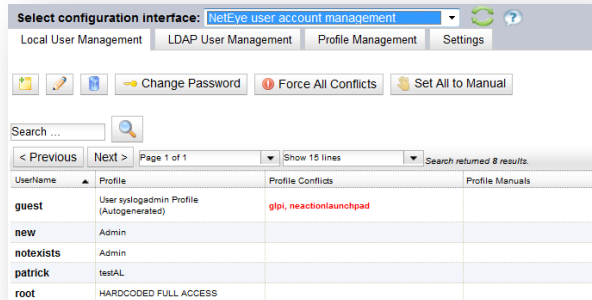 Select configuration interface: NetEye user account management
Local User Management LDAP User Management Profile Management Settings
Change Password Force All Conflicts Set All to Manual
Search ...
< Previous Next > Page 1 of 1 Show 15 lines Search returned 8 results.
UserName Profile Profile Conflicts Profile Manuals
guest User syslogadmin Profile (Autogenerated) glpi, neactionlaunchpad
new Admin
notexists Admin
patrick testAL
root HARDCODED FULL ACCESS